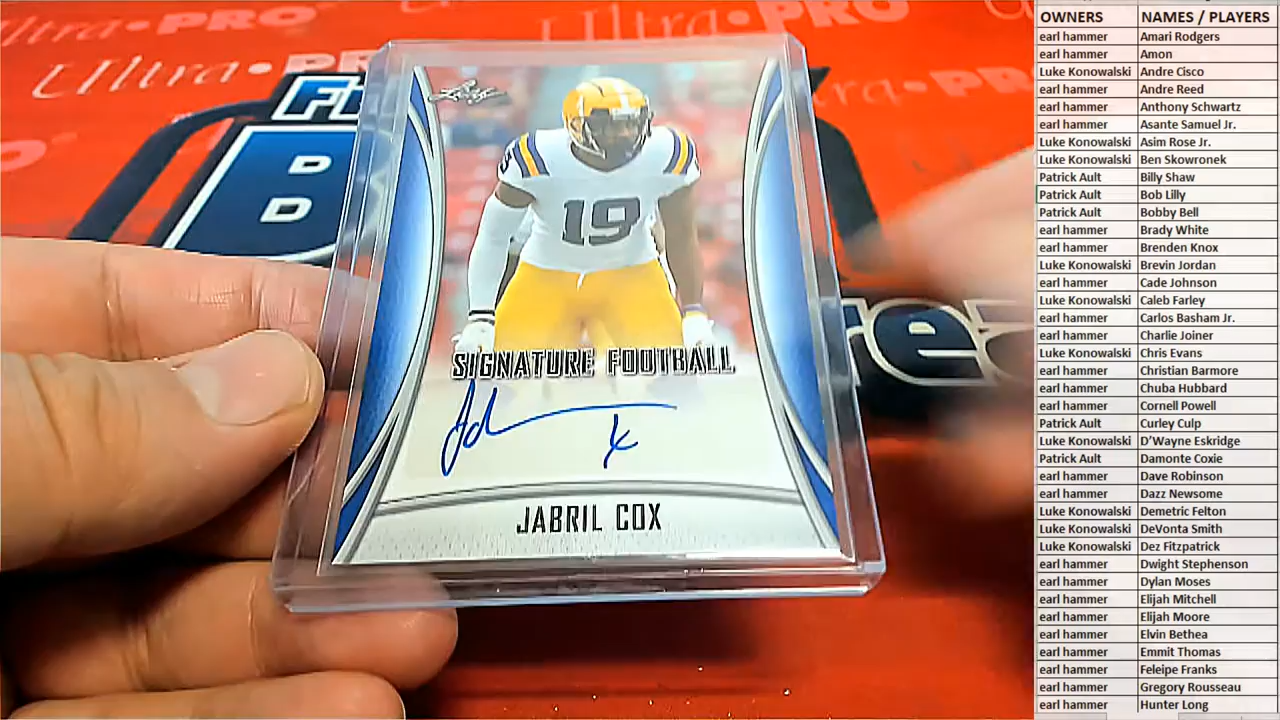 Ultra•PRO
Ultra•PRO
Leaf
19
SIGNATURE FOOTBALL
JABRIL COX
OWNERS NAMES / PLAYERS
earl hammer Amari Rodgers
earl hammer Amon
Luke Konowalski Andre Cisco
earl hammer Andre Reed
earl hammer Anthony Schwartz
earl hammer Asante Samuel Jr.
Luke Konowalski Asim Rose Jr.
Luke Konowalski Ben Skowronek
Patrick Ault Billy Shaw
Patrick Ault Bob Lilly
Patrick Ault Bobby Bell
earl hammer Brady White
earl hammer Brenden Knox
Luke Konowalski Brevin Jordan
earl hammer Cade Johnson
Luke Konowalski Caleb Farley
earl hammer Carlos Basham Jr.
earl hammer Charlie Joiner
Luke Konowalski Chris Evans
earl hammer Christian Barmore
earl hammer Chuba Hubbard
earl hammer Cornell Powell
Patrick Ault Curley Culp
Luke Konowalski D'Wayne Eskridge
Patrick Ault Damonte Coxie
earl hammer Dave Robinson
earl hammer Dazz Newsome
Luke Konowalski Demetric Felton
Luke Konowalski DeVonta Smith
Luke Konowalski Dez Fitzpatrick
earl hammer Dwight Stephenson
earl hammer Dylan Moses
earl hammer Elijah Mitchell
earl hammer Elijah Moore
earl hammer Elvin Bethea
earl hammer Emmit Thomas
earl hammer Feleipe Franks
earl hammer Gregory Rousseau
earl hammer Hunter Long